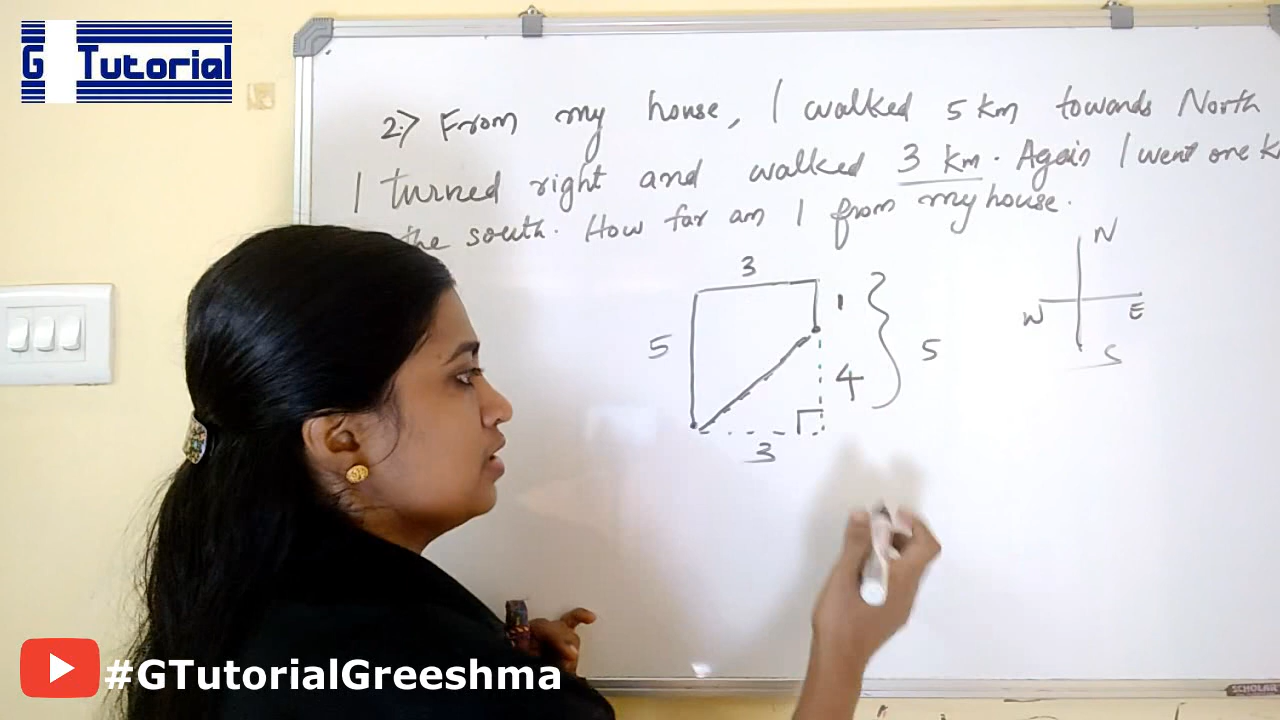 G Tutorial
2.) From my house, I walked 5 km towards North
I turned right and walked 3 km. Again I went one k
the south. How far am I from my house.
N
W E
S
3
1
5
5
4
3
#GTutorialGreeshma
SCHOLAR